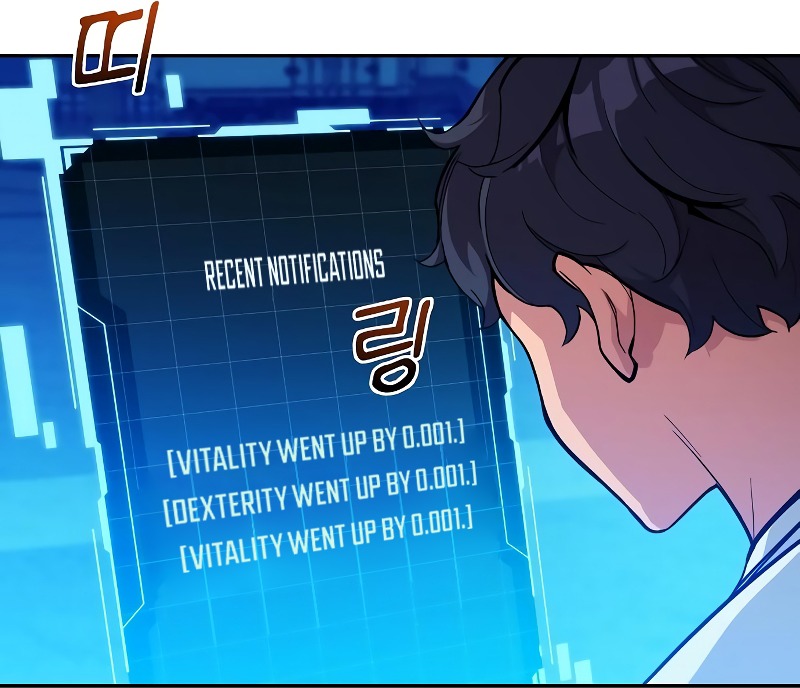 띠
RECENT NOTIFICATIONS
링
[VITALITY WENT UP BY 0.001.]
[DEXTERITY WENT UP BY 0.001.]
[VITALITY WENT UP BY 0.001.]